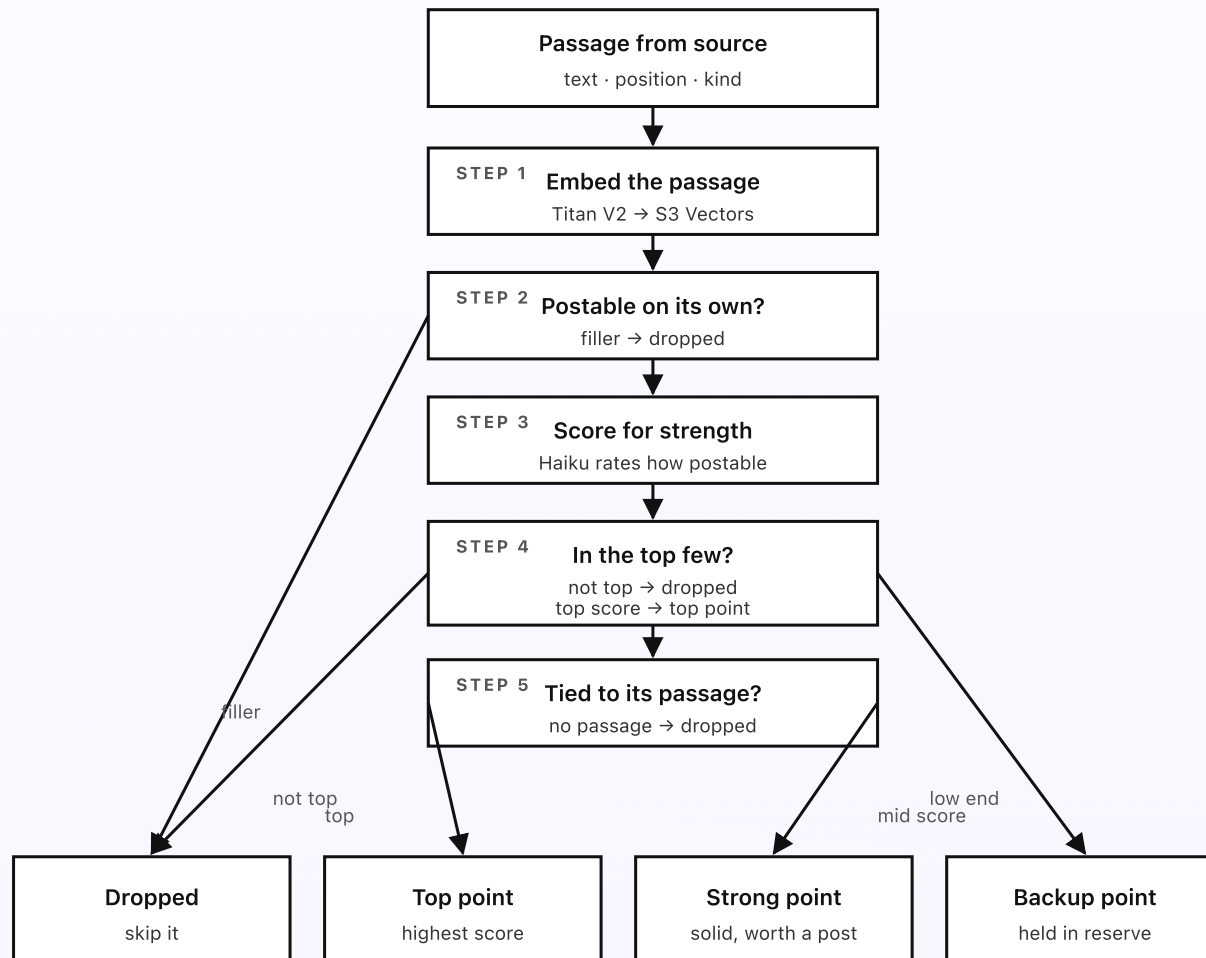 Passage from source
text · position · kind
STEP 1
Embed the passage
Titan V2 → S3 Vectors
STEP 2
Postable on its own?
filler → dropped
STEP 3
Score for strength
Haiku rates how postable
STEP 4
In the top few?
not top → dropped
top score → top point
STEP 5
Tied to its passage?
no passage → dropped
filler
not top
top
low end
mid score
Dropped
skip it
Top point
highest score
Strong point
solid, worth a post
Backup point
held in reserve